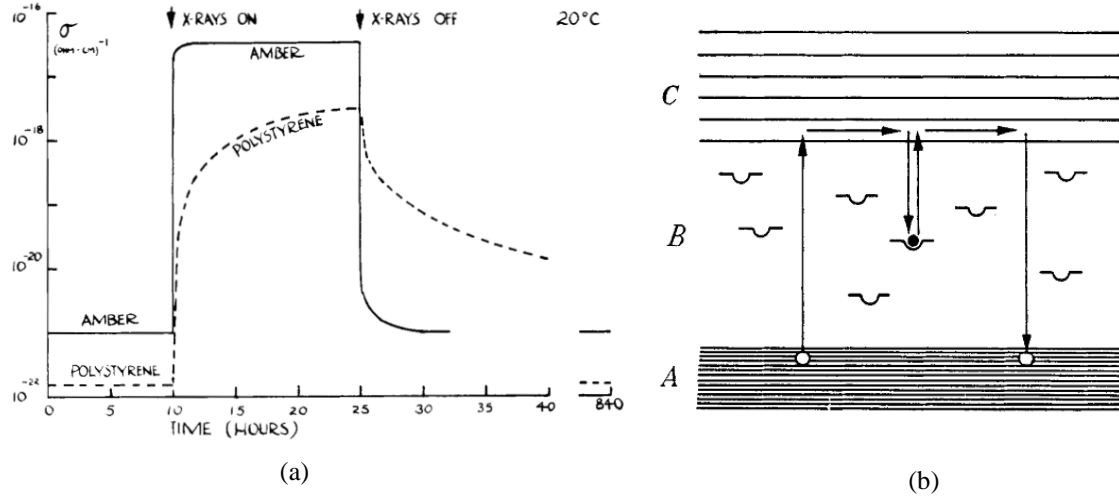 10⁻¹⁶
X-RAYS ON
X-RAYS OFF
20°C
σ
(OHM-CM)⁻¹
AMBER
10⁻¹⁸
POLYSTYRENE
10⁻²⁰
AMBER
POLYSTYRENE
10⁻²²
0 5 10 15 20 25 30 35 40 840
TIME (HOURS)
(a)
C
B
A
(b)